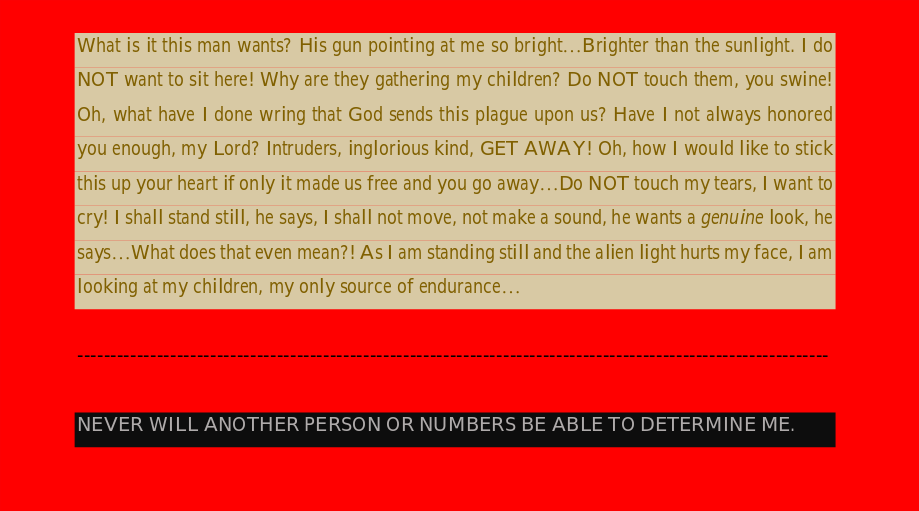 What is it this man wants? His gun pointing at me so bright...Brighter than the sunlight. I do
NOT want to sit here! Why are they gathering my children? Do NOT touch them, you swine!
Oh, what have I done wring that God sends this plague upon us? Have I not always honored
you enough, my Lord? Intruders, inglorious kind, GET AWAY! Oh, how I would like to stick
this up your heart if only it made us free and you go away...Do NOT touch my tears, I want to
cry! I shall stand still, he says, I shall not move, not make a sound, he wants a genuine look, he
says...What does that even mean?! As I am standing still and the alien light hurts my face, I am
looking at my children, my only source of endurance...
NEVER WILL ANOTHER PERSON OR NUMBERS BE ABLE TO DETERMINE ME.